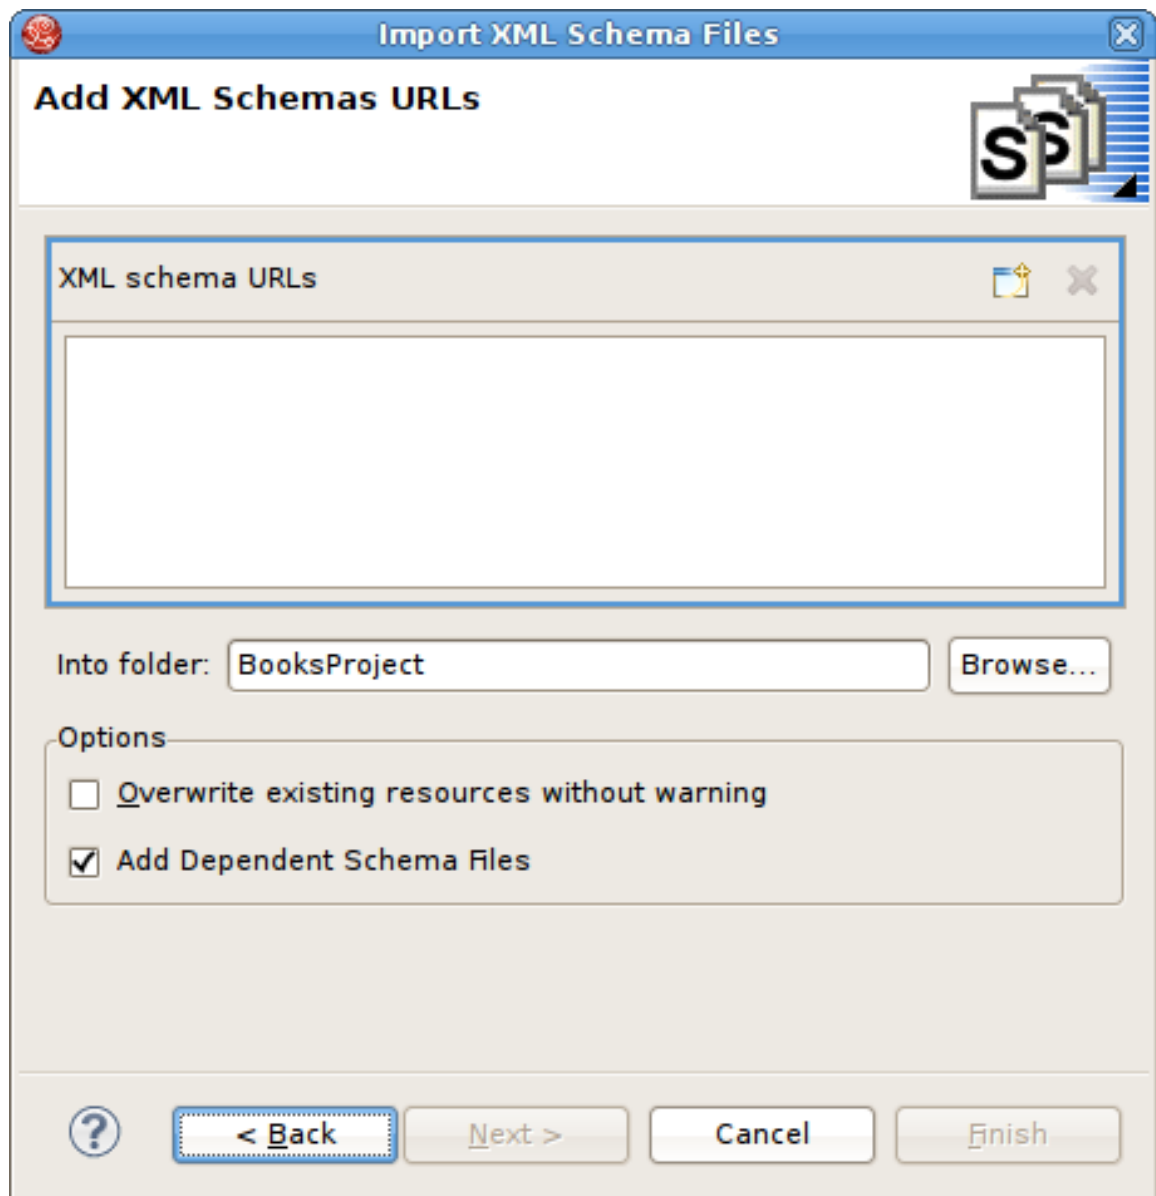 Import XML Schema Files
Add XML Schemas URLs
S S
XML schema URLs
Into folder: BooksProject Browse...
Options
Overwrite existing resources without warning
Add Dependent Schema Files
? < Back Next > Cancel Finish